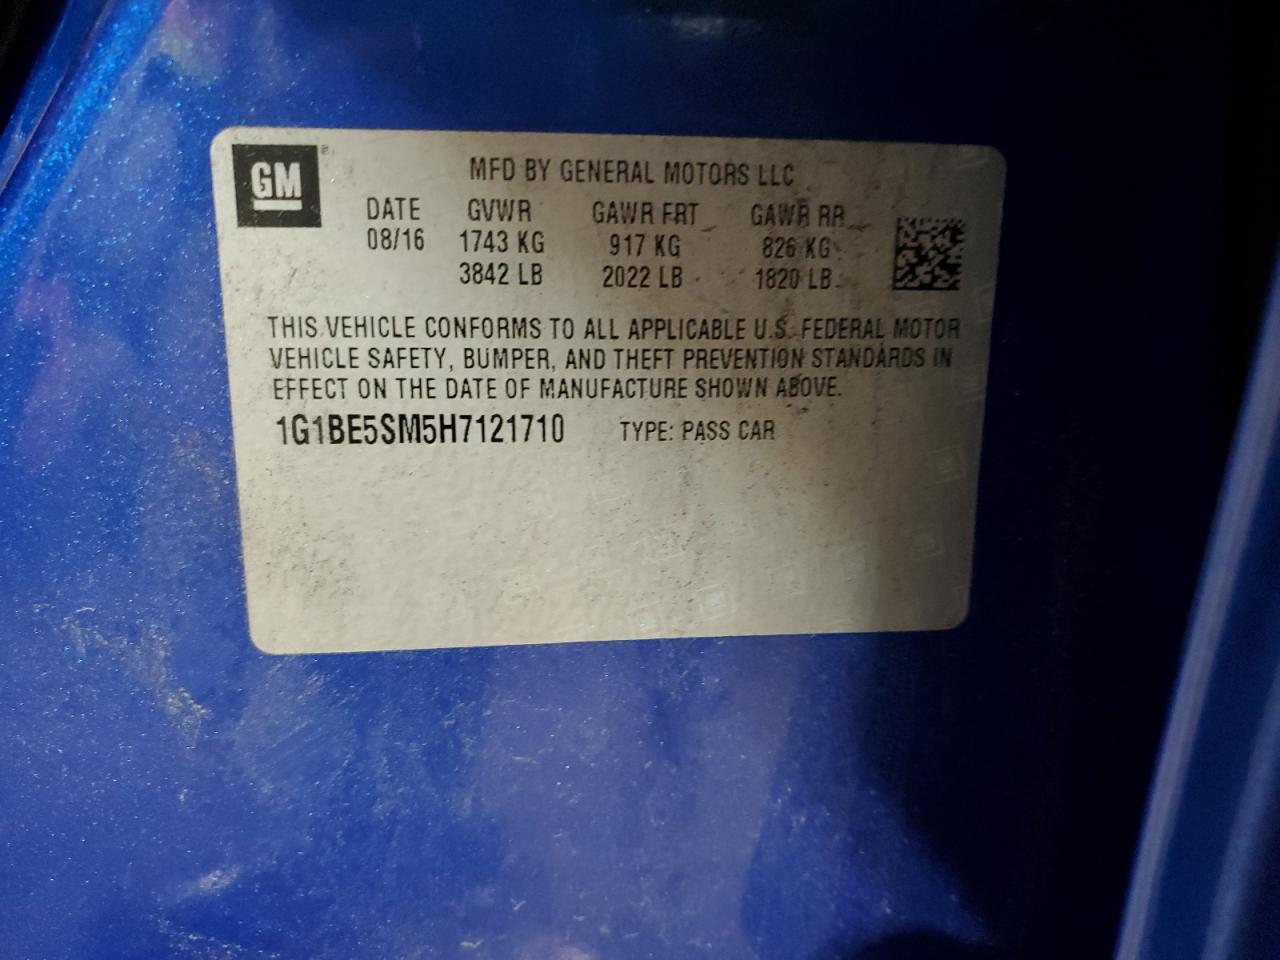 GM
MFD BY GENERAL MOTORS LLC
DATE GVWR GAWR FRT GAWR RR
08/16 1743 KG 917 KG 826 KG
3842 LB 2022 LB 1820 LB
THIS VEHICLE CONFORMS TO ALL APPLICABLE U.S. FEDERAL MOTOR
VEHICLE SAFETY, BUMPER, AND THEFT PREVENTION STANDARDS IN
EFFECT ON THE DATE OF MANUFACTURE SHOWN ABOVE.
1G1BE5SM5H7121710 TYPE: PASS CAR